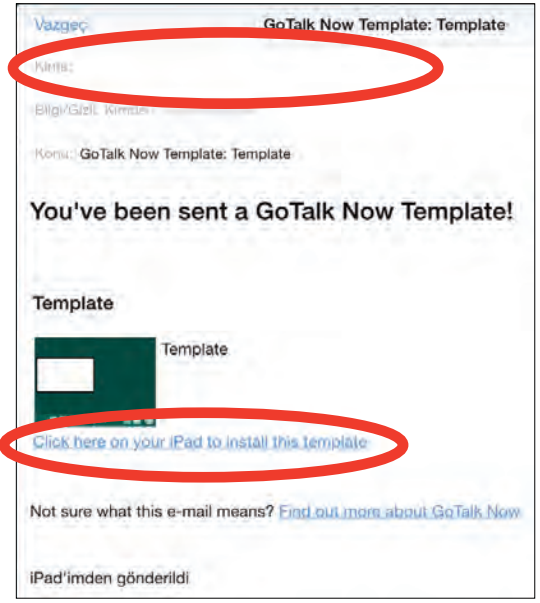 Vazgeç GoTalk Now Template: Template
Kime:
Bilgi/Gizli, Kimden:
Konu: GoTalk Now Template: Template
You've been sent a GoTalk Now Template!
Template
Template
Click here on your iPad to install this template
Not sure what this e-mail means? Find out more about GoTalk Now
iPad'imden gönderildi